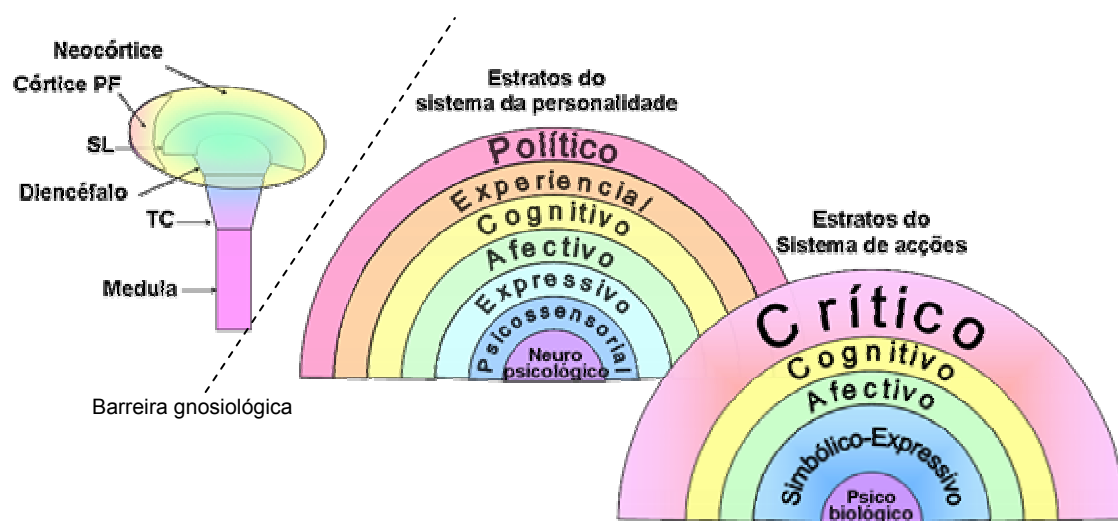 Neocórtice
Córtice PF
SL
Diencéfalo
TC
Medula
Barreira gnosiológica
Estratos do
sistema da personalidade
Político
Experiencial
Cognitivo
Afectivo
Expressivo
Psicossensorial
Neuro
psicológico
Estratos do
Sistema de acções
Crítico
Cognitivo
Afectivo
Simbólico-Expressivo
Psico
biológico